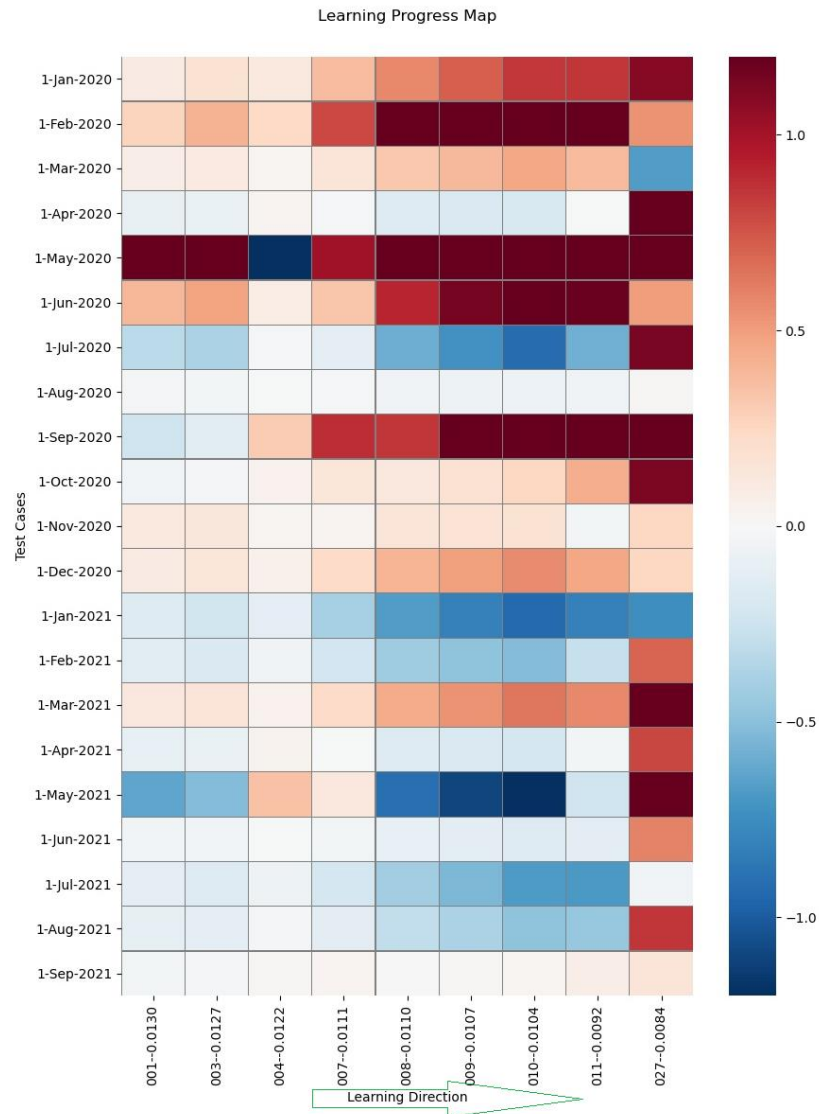 Learning Progress Map
Test Cases
1-Jan-2020
1-Feb-2020
1-Mar-2020
1-Apr-2020
1-May-2020
1-Jun-2020
1-Jul-2020
1-Aug-2020
1-Sep-2020
1-Oct-2020
1-Nov-2020
1-Dec-2020
1-Jan-2021
1-Feb-2021
1-Mar-2021
1-Apr-2021
1-May-2021
1-Jun-2021
1-Jul-2021
1-Aug-2021
1-Sep-2021
001--0.0130
003--0.0127
004--0.0122
007--0.0111
008--0.0110
009--0.0107
010--0.0104
011--0.0092
027--0.0084
Learning Direction
1.0
0.5
0.0
−0.5
−1.0